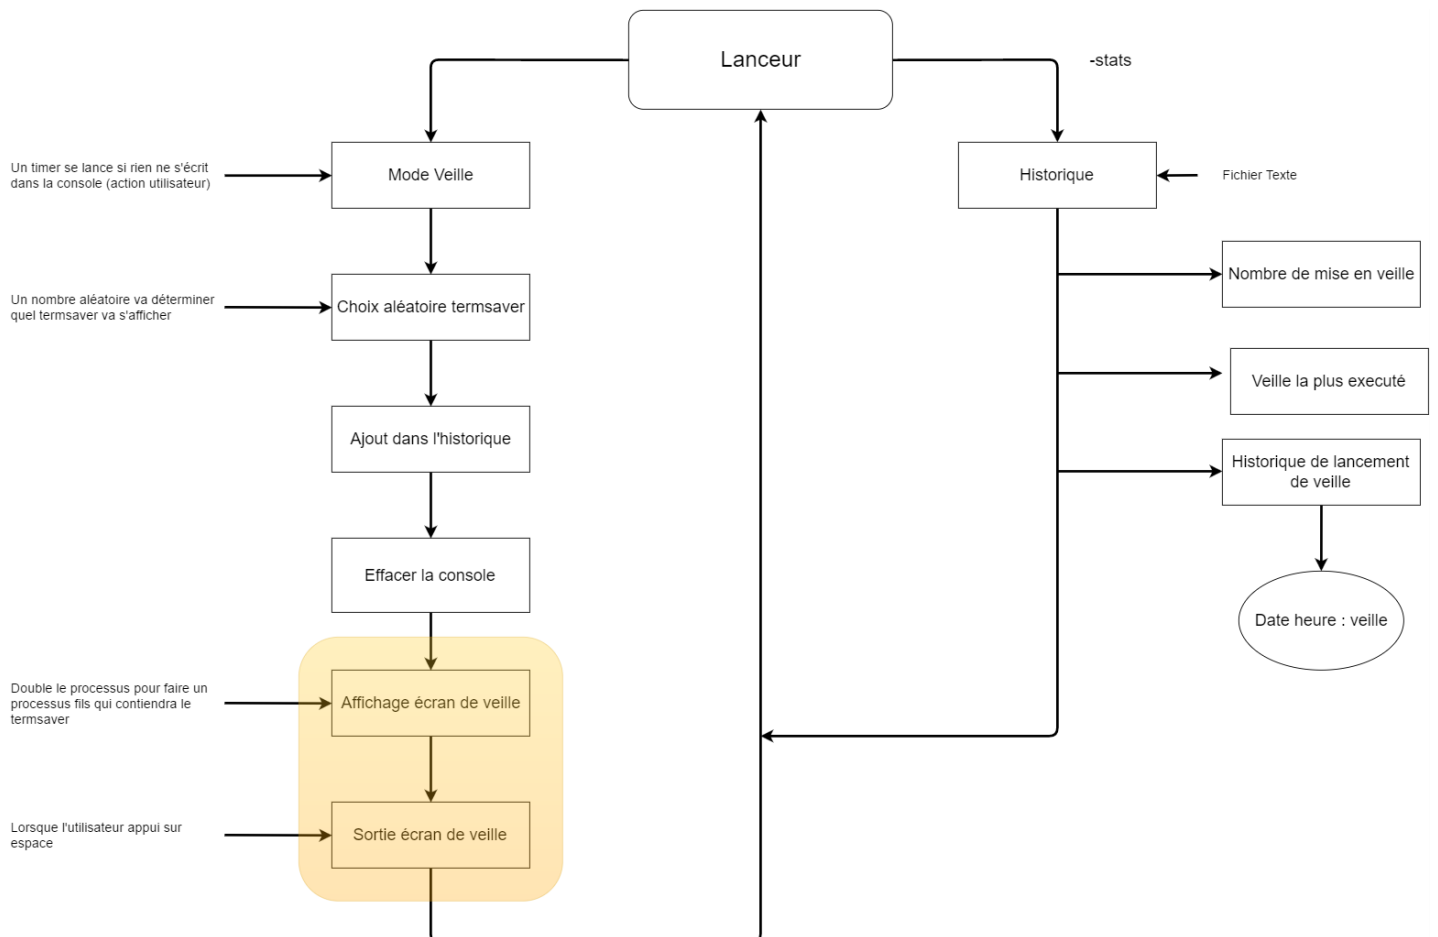 Lanceur
-stats
Un timer se lance si rien ne s'écrit
dans la console (action utilisateur)
Mode Veille
Historique
Fichier Texte
Nombre de mise en veille
Un nombre aléatoire va déterminer
quel termsaver va s'afficher
Choix aléatoire termsaver
Veille la plus executé
Ajout dans l'historique
Historique de lancement
de veille
Effacer la console
Date heure : veille
Double le processus pour faire un
processus fils qui contiendra le
termsaver
Affichage écran de veille
Lorsque l'utilisateur appui sur
espace
Sortie écran de veille